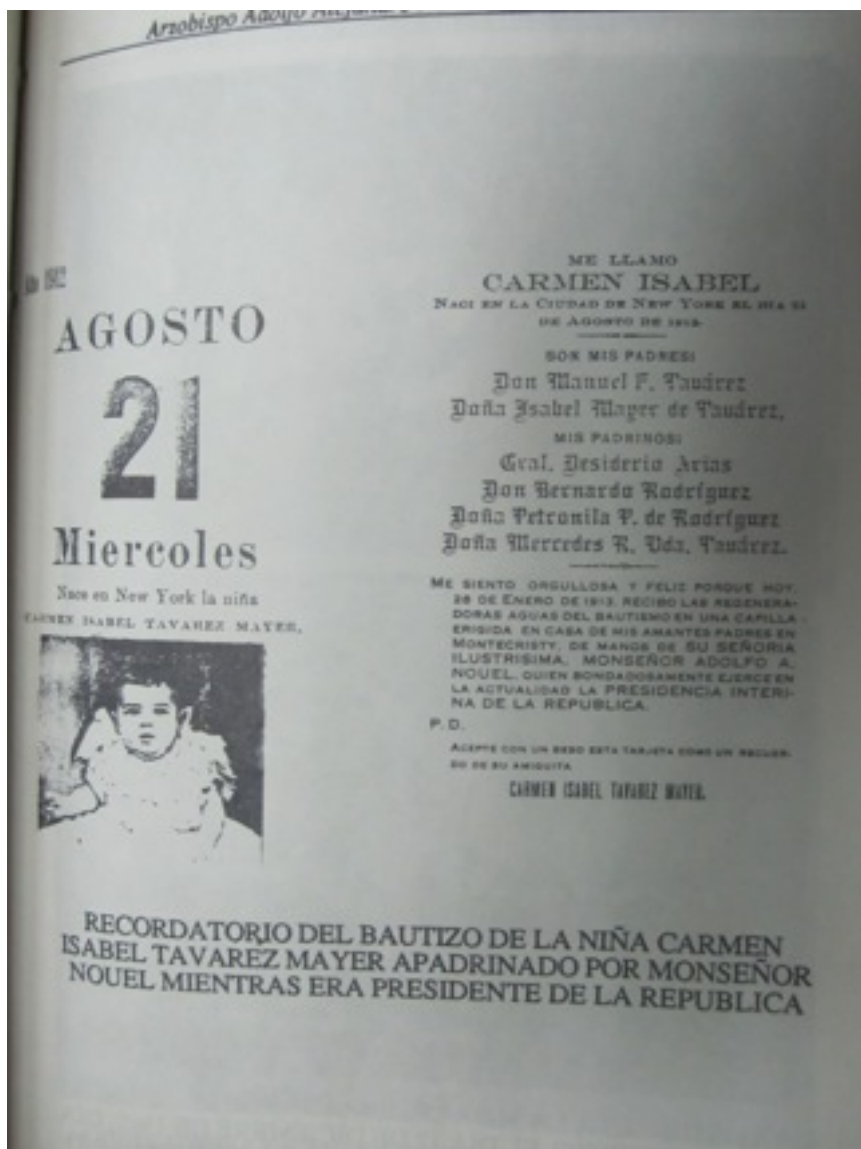 Arzobispo Adolfo
Año 1912
AGOSTO
21
Miercoles
Nace en New York la niña
CARMEN ISABEL TAVAREZ MAYER.
ME LLAMO
CARMEN ISABEL
NACI EN LA CIUDAD DE NEW YORK EL DIA 21
DE AGOSTO DE 1912.
SON MIS PADRES:
Don Manuel F. Tavárez
Doña Isabel Mayer de Tavárez.
MIS PADRINOS:
Gral. Desiderio Arias
Don Bernardo Rodríguez
Doña Petronila P. de Rodríguez
Doña Mercedes R. Vda. Tavárez.
ME SIENTO ORGULLOSA Y FELIZ PORQUE HOY,
28 DE ENERO DE 1913, RECIBO LAS REGENERA-
DORAS AGUAS DEL BAUTISMO EN UNA CAPILLA
ERIGIDA EN CASA DE MIS AMANTES PADRES EN
MONTECRISTY, DE MANOS DE SU SEÑORIA
ILUSTRISIMA, MONSEÑOR ADOLFO A.
NOUEL, QUIEN BONDADOSAMENTE EJERCE EN
LA ACTUALIDAD LA PRESIDENCIA INTERI-
NA DE LA REPUBLICA.
P. D.
ACEPTE CON UN BESO ESTA TARJETA COMO UN RECUER-
DO DE SU AMIGUITA
CARMEN ISABEL TAVAREZ MAYER.
RECORDATORIO DEL BAUTIZO DE LA NIÑA CARMEN
ISABEL TAVAREZ MAYER APADRINADO POR MONSEÑOR
NOUEL MIENTRAS ERA PRESIDENTE DE LA REPUBLICA